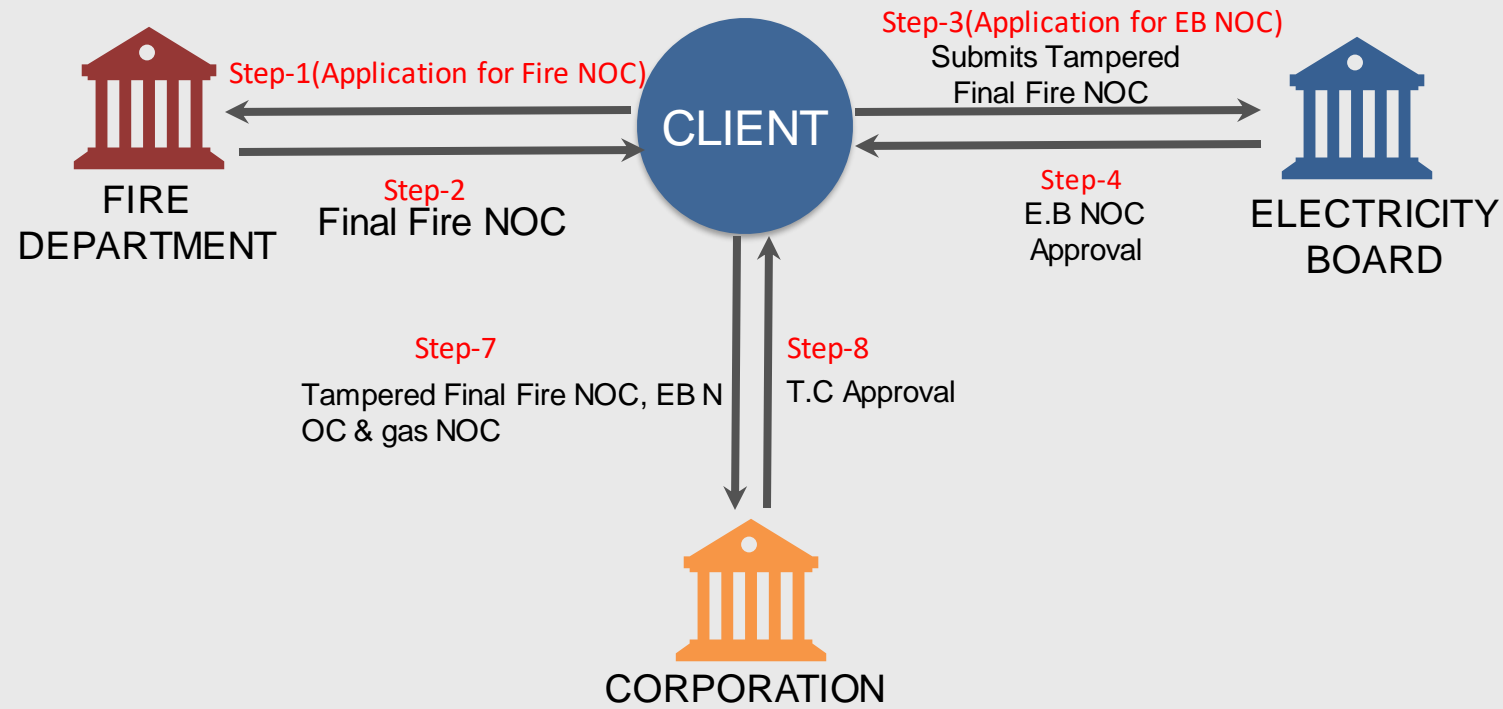 Step-3(Application for EB NOC)
Submits Tampered
Final Fire NOC
Step-1(Application for Fire NOC)
CLIENT
Step-2
Final Fire NOC
FIRE
DEPARTMENT
Step-4
E.B NOC
Approval
ELECTRICITY
BOARD
Step-7
Tampered Final Fire NOC, EB N
OC & gas NOC
Step-8
T.C Approval
CORPORATION